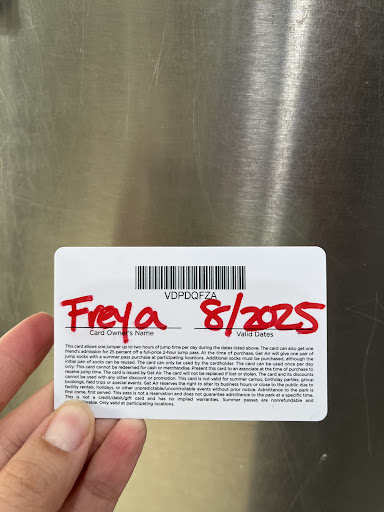 VDPDQFZA
Freya 8/2025
Card Owner's Name Valid Dates
This card allows one jumper up to two hours of jump time per day during the dates listed above. The card can also get one
friend's admission for 25 percent off a full-price 2-hour jump pass. At the time of purchase, Get Air will give one pair of
jump socks with a summer pass purchase at participating locations. Additional socks must be purchased, although the
initial pair of socks can be reused. The card can only be used by the cardholder. The card can be used once per day
only. This card cannot be redeemed for cash or merchandise. Present this card to an associate at the time of purchase to
receive jump time. The card is issued by Get Air. The card will not be replaced if lost or stolen. The card and its discounts
cannot be used with any other discount or promotion. This card is not valid for summer camps, birthday parties, group
bookings, field trips or special events. Get Air reserves the right to alter its business hours or close to the public due to
facility rentals, holidays, or other unpredictable/uncontrollable events without prior notice. Admittance to the park is
first come, first served. This pass is not a reservation and does not guarantee admittance to the park at a specific time.
This is not a credit/debit/gift card and has no implied warranties. Summer passes are nonrefundable and
Only valid at participating locations.